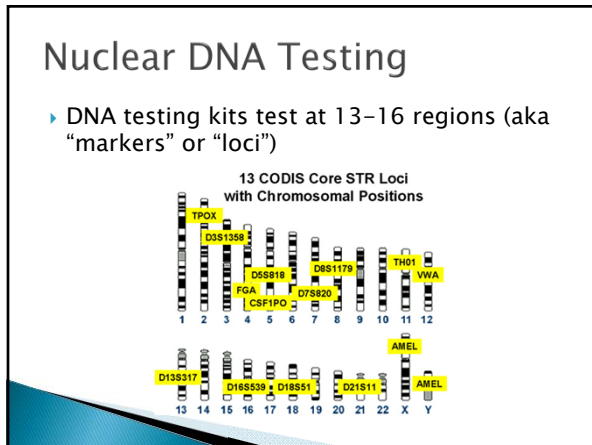 Nuclear DNA Testing
DNA testing kits test at 13-16 regions (aka
“markers” or “loci”)
13 CODIS Core STR Loci
with Chromosomal Positions
TPOX
D3S1358
D5S818
FGA
CSF1PO
D8S1179
D7S820
TH01
VWA
1 2 3 4 5 6 7 8 9 10 11 12
AMEL
D13S317
D16S539
D18S51
D21S11
AMEL
13 14 15 16 17 18 19 20 21 22 X Y